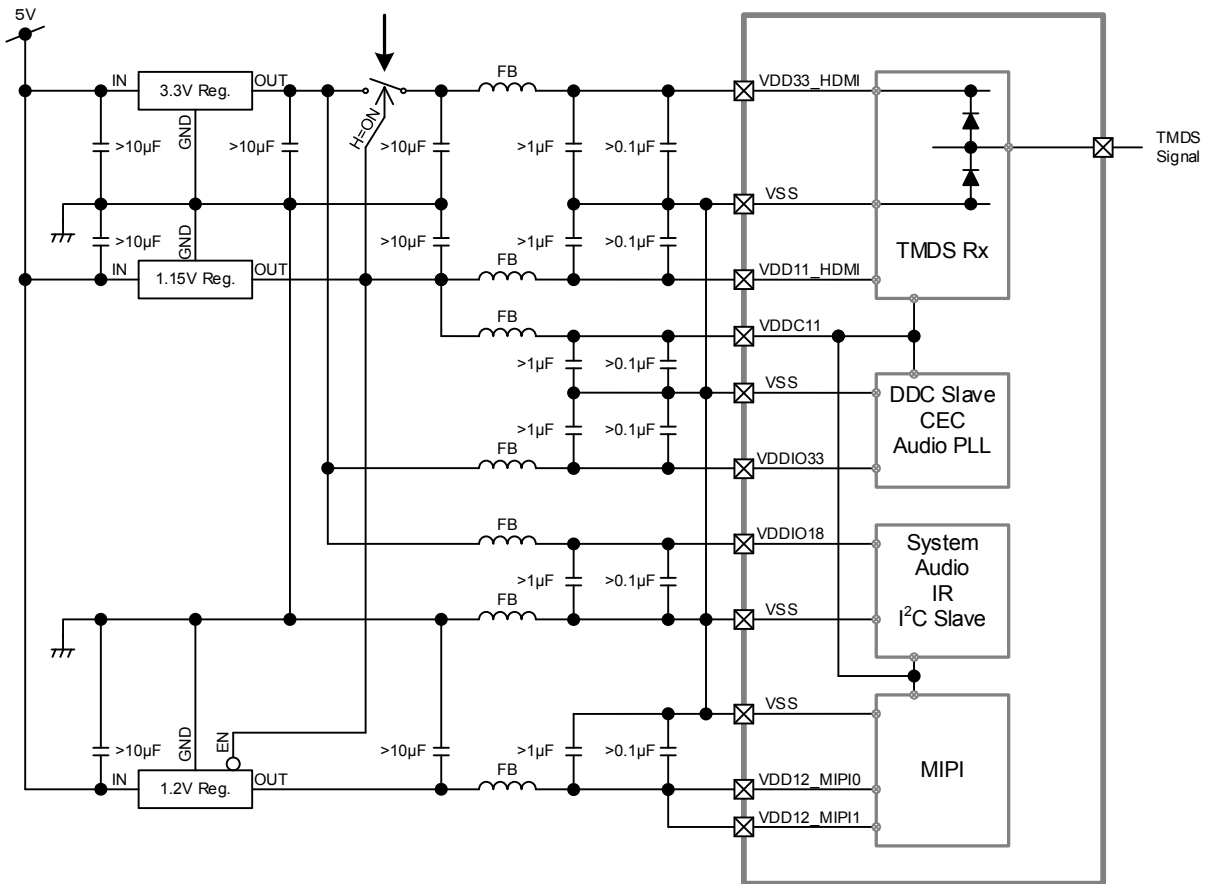 5V
IN
3.3V Reg.
OUT
FB
VDD33_HDMI
GND
H=ON
>10µF
>10µF
>10µF
>1µF
>0.1µF
TMDS
Signal
VSS
>10µF
GND
>10µF
>1µF
>0.1µF
TMDS Rx
IN
1.15V Reg.
OUT
FB
VDD11_HDMI
FB
VDDC11
>1µF
>0.1µF
VSS
DDC Slave
CEC
Audio PLL
>1µF
>0.1µF
FB
VDDIO33
FB
VDDIO18
System
Audio
IR
I²C Slave
>1µF
>0.1µF
FB
VSS
VSS
>10µF
GND
EN
>10µF
>1µF
>0.1µF
MIPI
IN
1.2V Reg.
OUT
FB
VDD12_MIPI0
VDD12_MIPI1